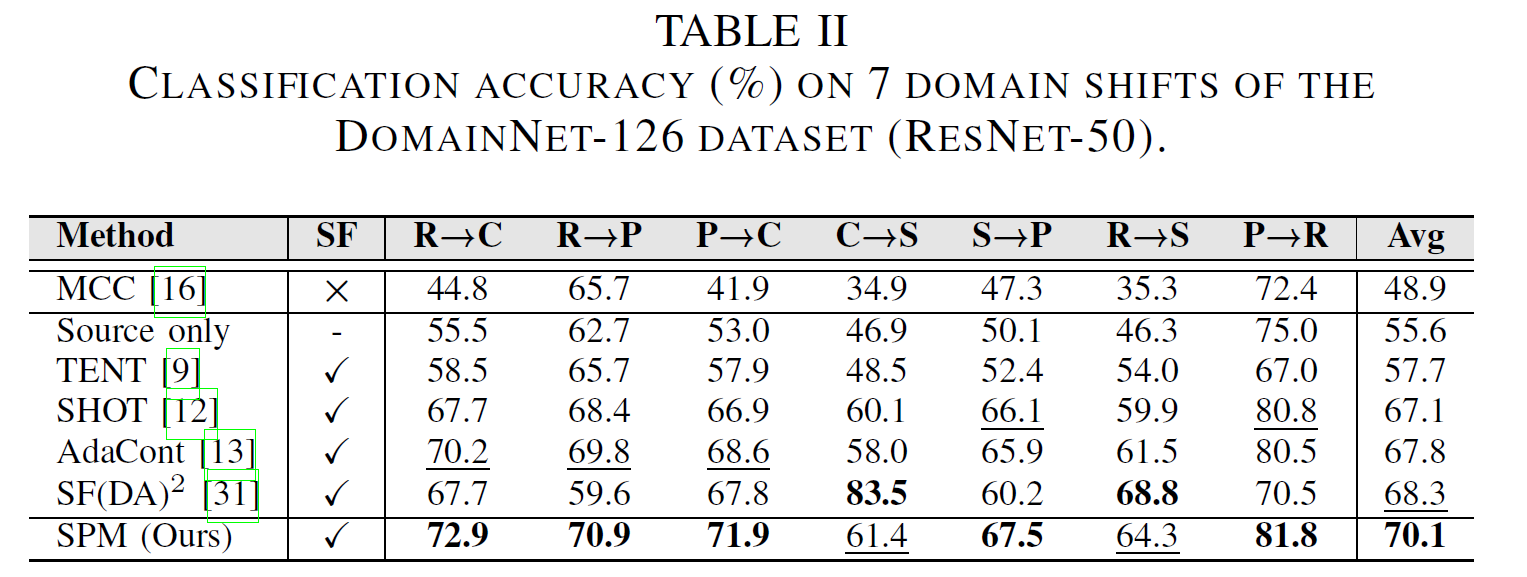 TABLE II
CLASSIFICATION ACCURACY (%) ON 7 DOMAIN SHIFTS OF THE
DOMAINNET-126 DATASET (RESNET-50).
Method SF R→C R→P P→C C→S S→P R→S P→R Avg
MCC [16] × 44.8 65.7 41.9 34.9 47.3 35.3 72.4 48.9
Source only - 55.5 62.7 53.0 46.9 50.1 46.3 75.0 55.6
TENT [9] ✓ 58.5 65.7 57.9 48.5 52.4 54.0 67.0 57.7
SHOT [12] ✓ 67.7 68.4 66.9 60.1 66.1 59.9 80.8 67.1
AdaCont [13] ✓ 70.2 69.8 68.6 58.0 65.9 61.5 80.5 67.8
SF(DA)² [31] ✓ 67.7 59.6 67.8 83.5 60.2 68.8 70.5 68.3
SPM (Ours) ✓ 72.9 70.9 71.9 61.4 67.5 64.3 81.8 70.1